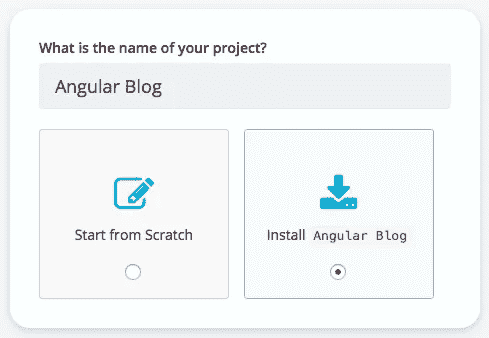 What is the name of your project?
Angular Blog
Start from Scratch
Install Angular Blog